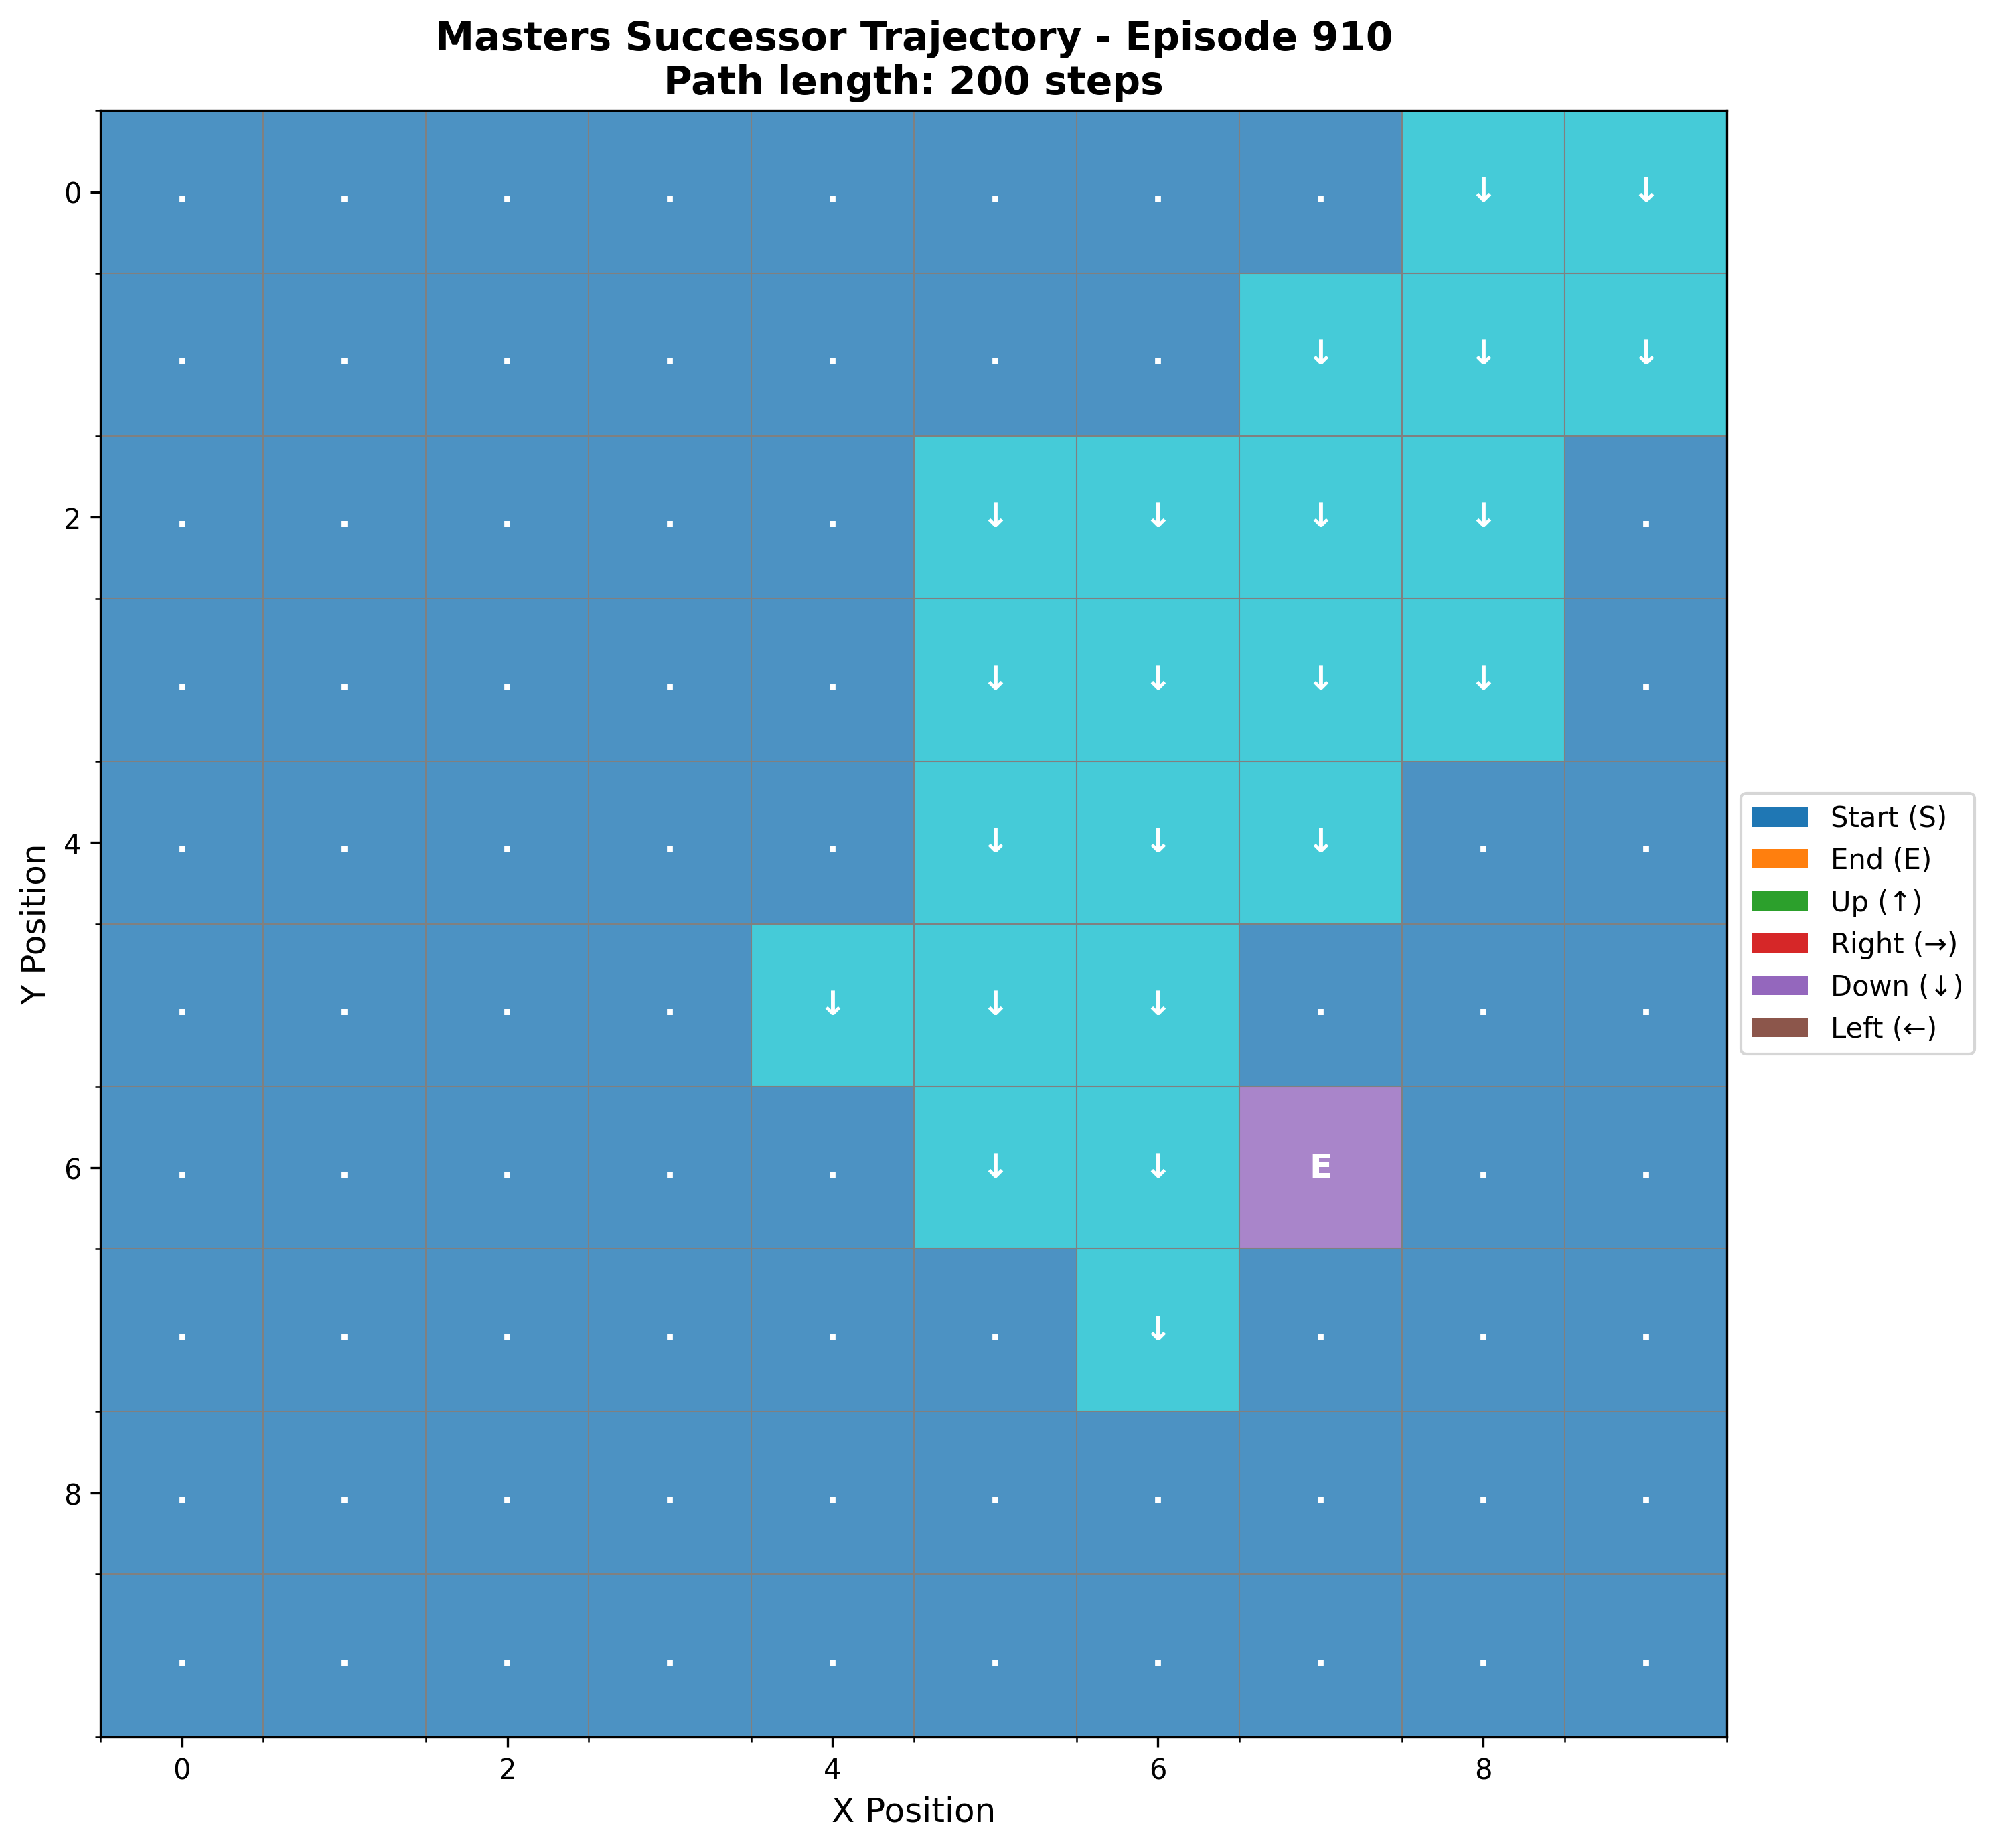 Masters Successor Trajectory - Episode 910
Path length: 200 steps
0 . . . . . . . . ↓ ↓
. . . . . . . ↓ ↓ ↓
2 . . . . . ↓ ↓ ↓ ↓ .
. . . . . ↓ ↓ ↓ ↓ .
4 . . . . . ↓ ↓ ↓ . .
. . . . ↓ ↓ ↓ . . .
6 . . . . . ↓ ↓ E . .
. . . . . . ↓ . . .
8 . . . . . . . . . .
. . . . . . . . . .
0 2 4 6 8
X Position
Y Position
Start (S)
End (E)
Up (↑)
Right (→)
Down (↓)
Left (←)